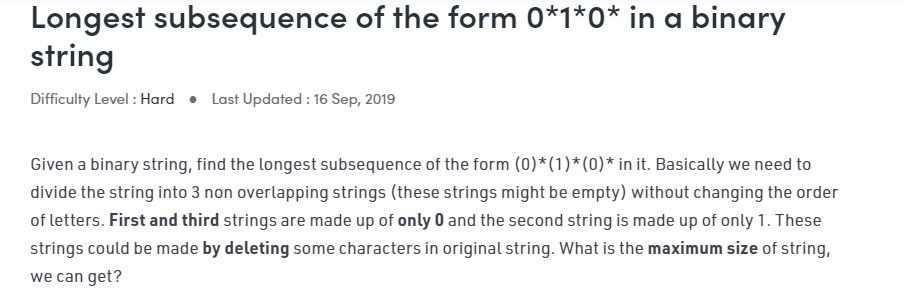 Longest subsequence of the form 0*1*0* in a binary
string
Difficulty Level : Hard ● Last Updated : 16 Sep, 2019
Given a binary string, find the longest subsequence of the form (0)*(1)*(0)* in it. Basically we need to
divide the string into 3 non overlapping strings (these strings might be empty) without changing the order
of letters. First and third strings are made up of only 0 and the second string is made up of only 1. These
strings could be made by deleting some characters in original string. What is the maximum size of string,
we can get?